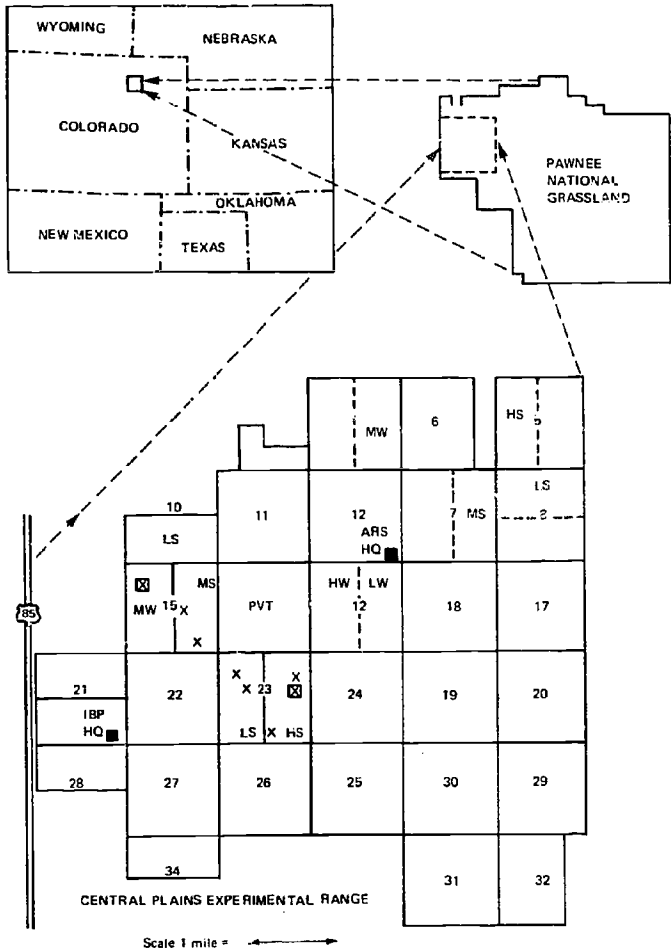 WYOMING
NEBRASKA
COLORADO
KANSAS
OKLAHOMA
NEW MEXICO
TEXAS
PAWNEE
NATIONAL
GRASSLAND
MW
6
HS
5
LS
10
11
12
7 MS
8
ARS
HQ
LS
85
MS
PVT
HW LW
18
17
MW 15 X
12
X
21
22
X X
23
X
24
19
20
IBP
HQ
LS X HS
28
27
26
25
30
29
34
31
32
CENTRAL PLAINS EXPERIMENTAL RANGE
Scale 1 mile =